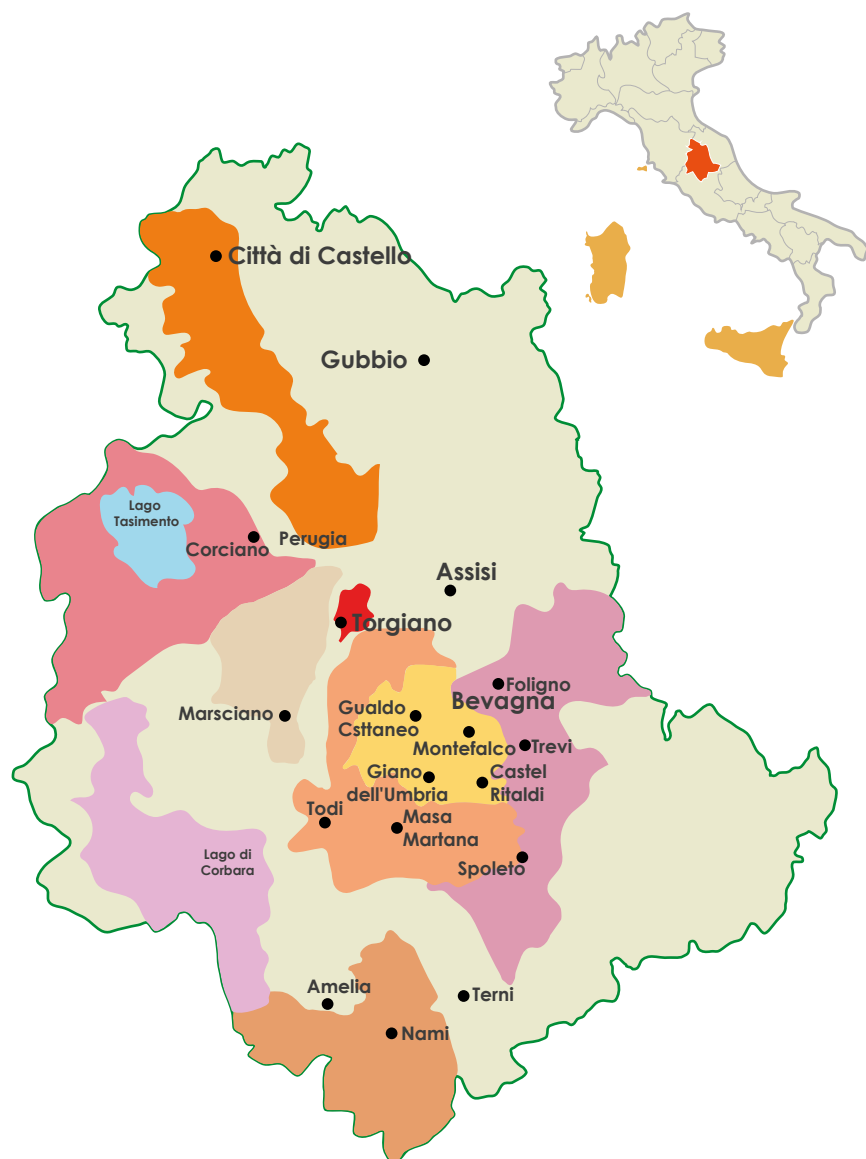 Città di Castello
Gubbio
Lago
Tasimento
Corciano
Perugia
Assisi
Torgiano
Foligno
Bevagna
Gualdo
Csttaneo
Marsciano
Montefalco
Trevi
Giano
dell'Umbria
Castel
Ritaldi
Todi
Masa
Martana
Lago di
Corbara
Spoleto
Amelia
Terni
Nami